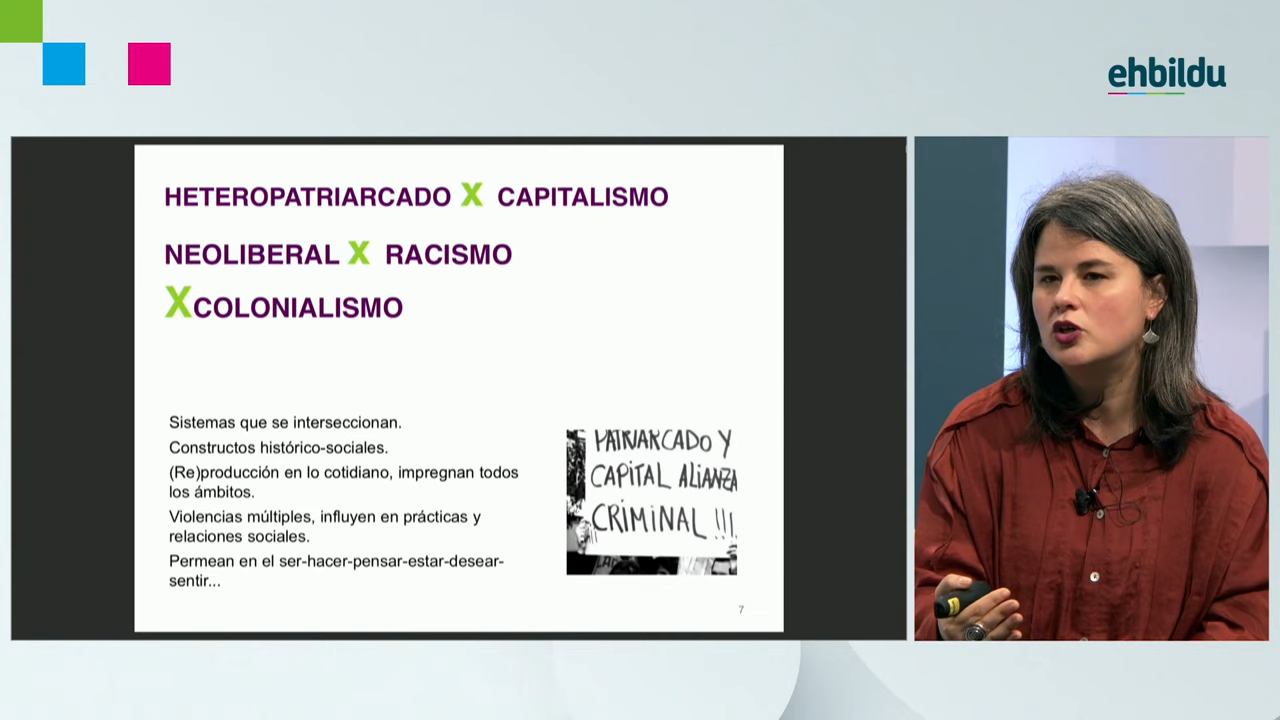 ehbildu
HETEROPATRIARCADO X CAPITALISMO
NEOLIBERAL X RACISMO
XCOLONIALISMO
Sistemas que se interseccionan.
Constructos histórico-sociales.
(Re)producción en lo cotidiano, impregnan todos
los ámbitos.
Violencias múltiples, influyen en prácticas y
relaciones sociales.
Permean en el ser-hacer-pensar-estar-desear-
sentir...
PATRIARCADO Y
CAPITAL ALIANZA
CRIMINAL !!!
7